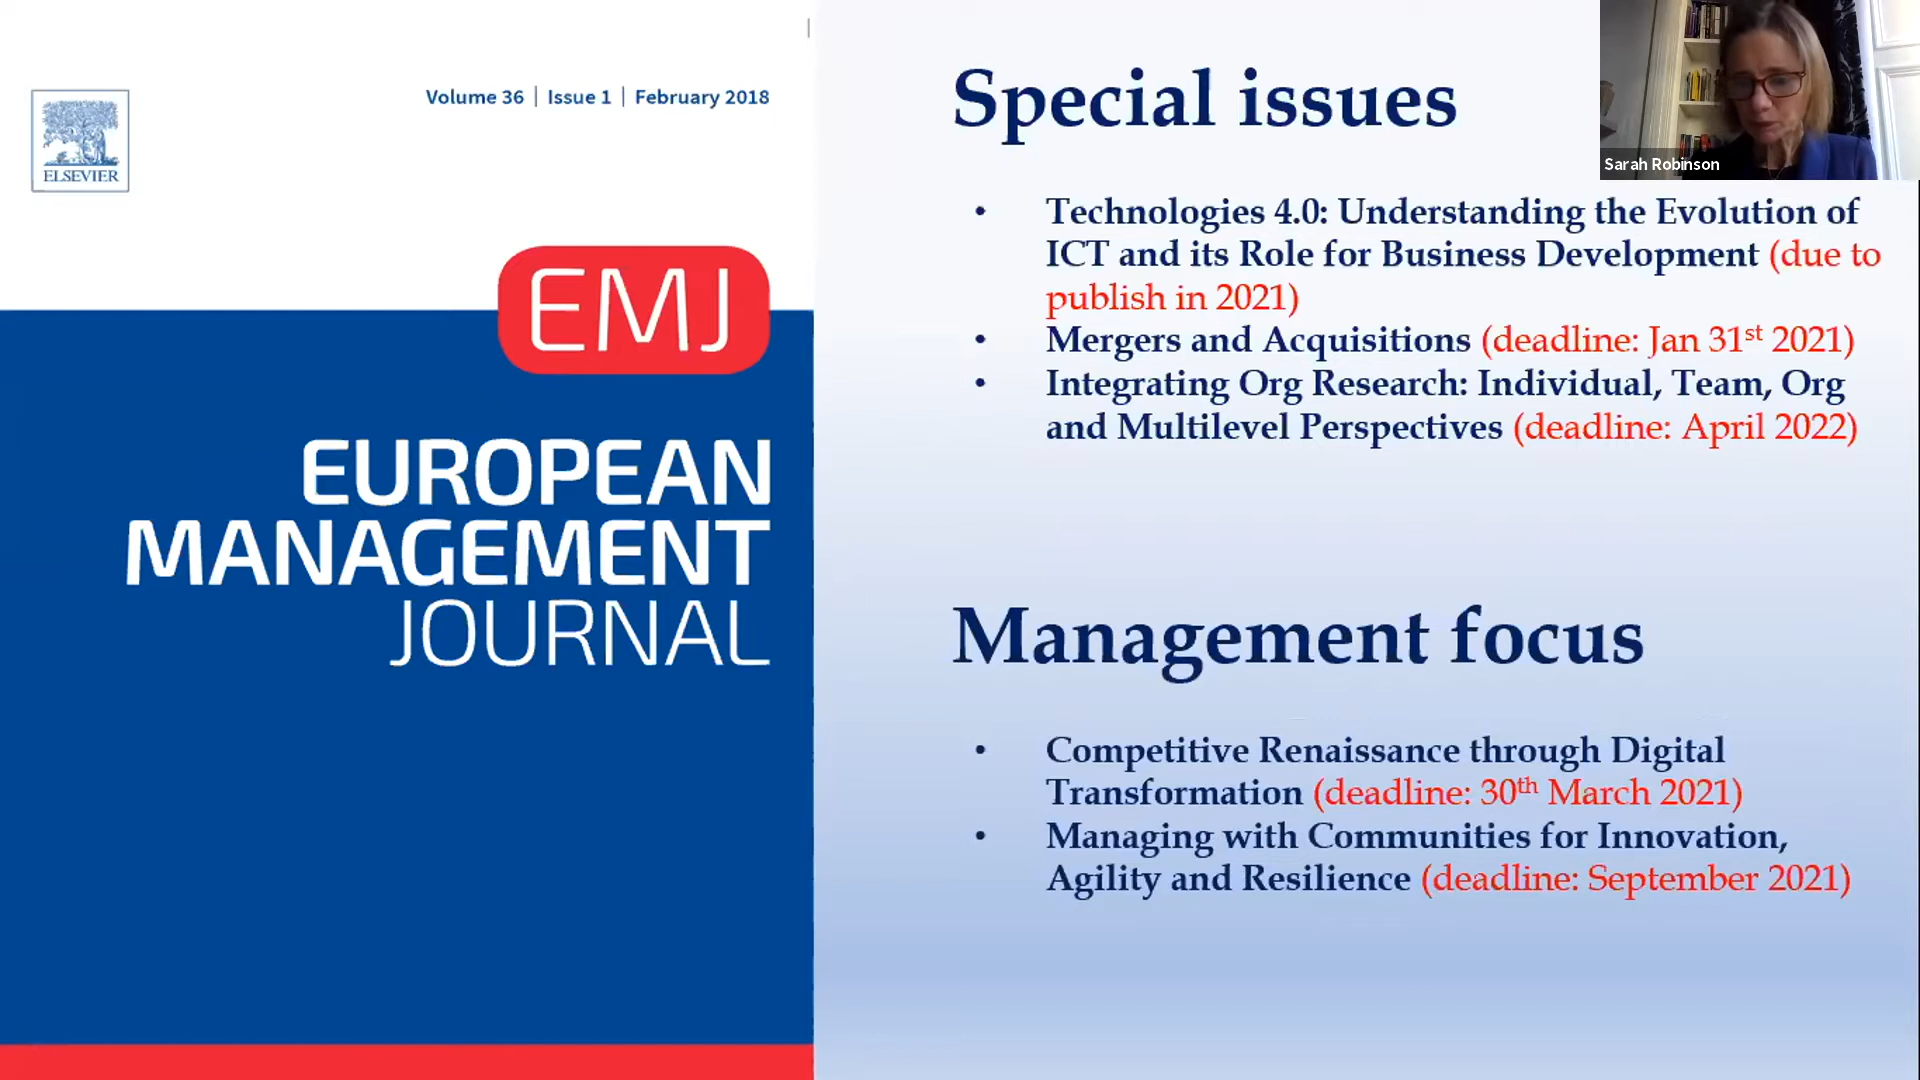 Volume 36 | Issue 1 | February 2018
ELSEVIER
EMJ
EUROPEAN
MANAGEMENT
JOURNAL
Special issues
Sarah Robinson
• Technologies 4.0: Understanding the Evolution of
ICT and its Role for Business Development (due to
publish in 2021)
• Mergers and Acquisitions (deadline: Jan 31st 2021)
• Integrating Org Research: Individual, Team, Org
and Multilevel Perspectives (deadline: April 2022)
Management focus
• Competitive Renaissance through Digital
Transformation (deadline: 30th March 2021)
• Managing with Communities for Innovation,
Agility and Resilience (deadline: September 2021)